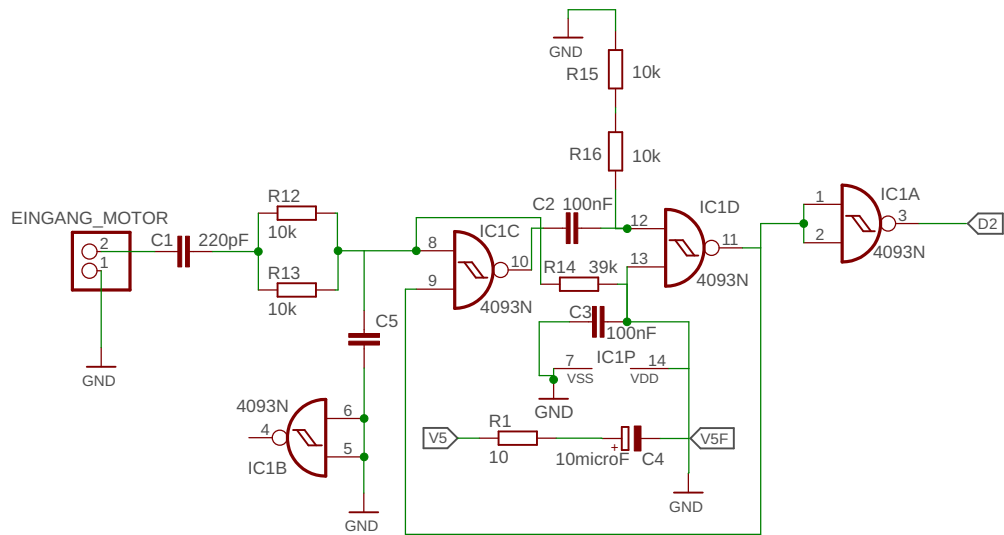 GND
R15
10k
R16
10k
EINGANG_MOTOR
2
1
GND
C1
220pF
R12
10k
R13
10k
C5
4093N
4
6
5
IC1B
GND
8
9
IC1C
10
4093N
C2
100nF
R14
39k
C3
100nF
12
13
IC1D
11
4093N
1
2
IC1A
3
4093N
D2
7
VSS
IC1P
14
VDD
GND
V5
R1
10
+
10microF
C4
V5F
GND